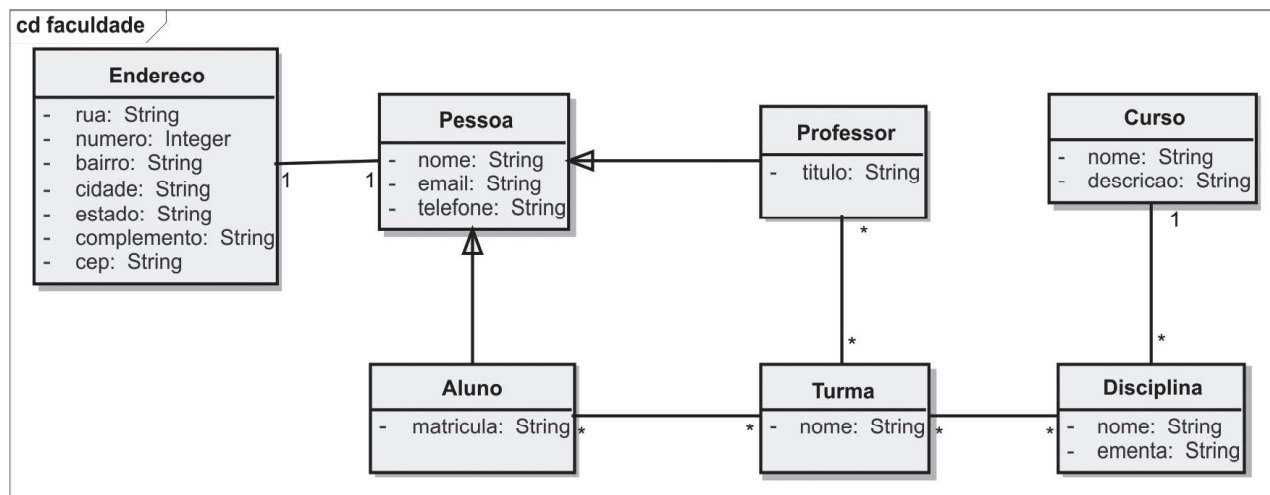 cd faculdade
Endereco
- rua: String
- numero: Integer
- bairro: String
- cidade: String
- estado: String
- complemento: String
- cep: String
1
1
Pessoa
- nome: String
- email: String
- telefone: String
Professor
- titulo: String
*
*
Curso
- nome: String
- descricao: String
1
*
Aluno
- matricula: String
*
*
Turma
- nome: String
*
*
Disciplina
- nome: String
- ementa: String